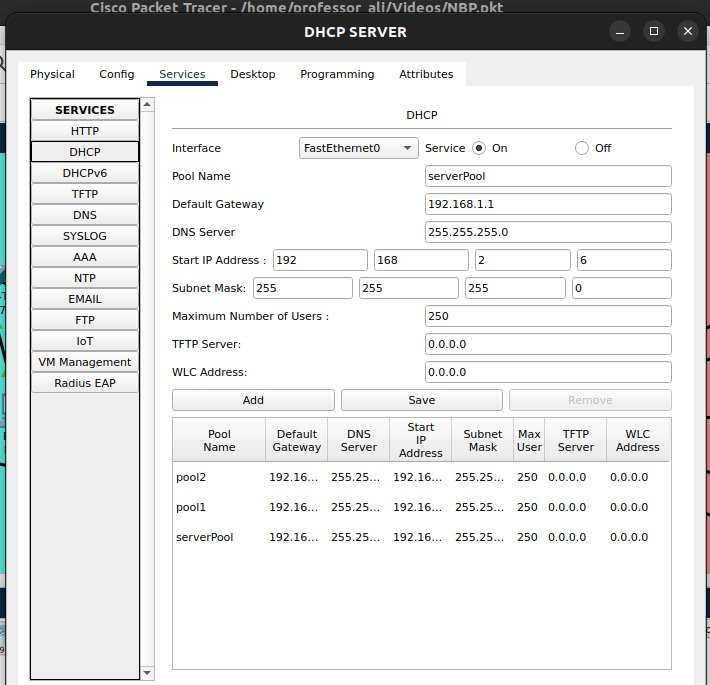 Cisco Packet Tracer - /home/professor_ali/Videos/NBP.pkt
DHCP SERVER
Physical Config Services Desktop Programming Attributes
SERVICES
HTTP
DHCP
DHCPv6
TFTP
DNS
SYSLOG
AAA
NTP
EMAIL
FTP
IoT
VM Management
Radius EAP
DHCP
Interface FastEthernet0 Service On Off
Pool Name serverPool
Default Gateway 192.168.1.1
DNS Server 255.255.255.0
Start IP Address : 192 168 2 6
Subnet Mask: 255 255 255 0
Maximum Number of Users : 250
TFTP Server: 0.0.0.0
WLC Address: 0.0.0.0
Add Save Remove
Pool Name Default Gateway DNS Server Start IP Address Subnet Mask Max User TFTP Server WLC Address
pool2 192.16... 255.25... 192.16... 255.25... 250 0.0.0.0 0.0.0.0
pool1 192.16... 255.25... 192.16... 255.25... 250 0.0.0.0 0.0.0.0
serverPool 192.16... 255.25... 192.16... 255.25... 250 0.0.0.0 0.0.0.0